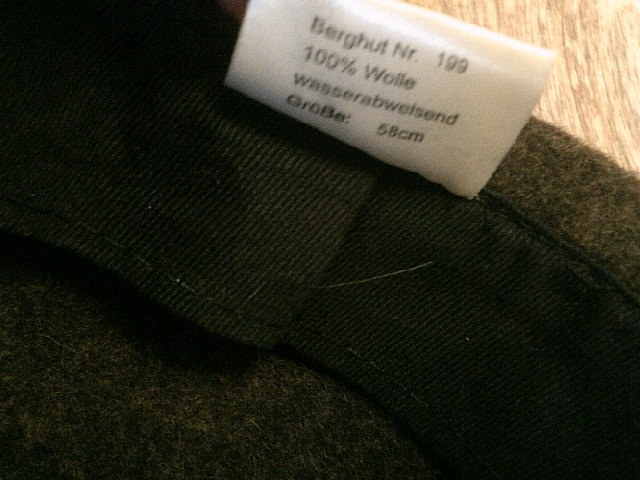 Berghut Nr. 199
100% Wolle
wasserabweisend
Größe: 58cm